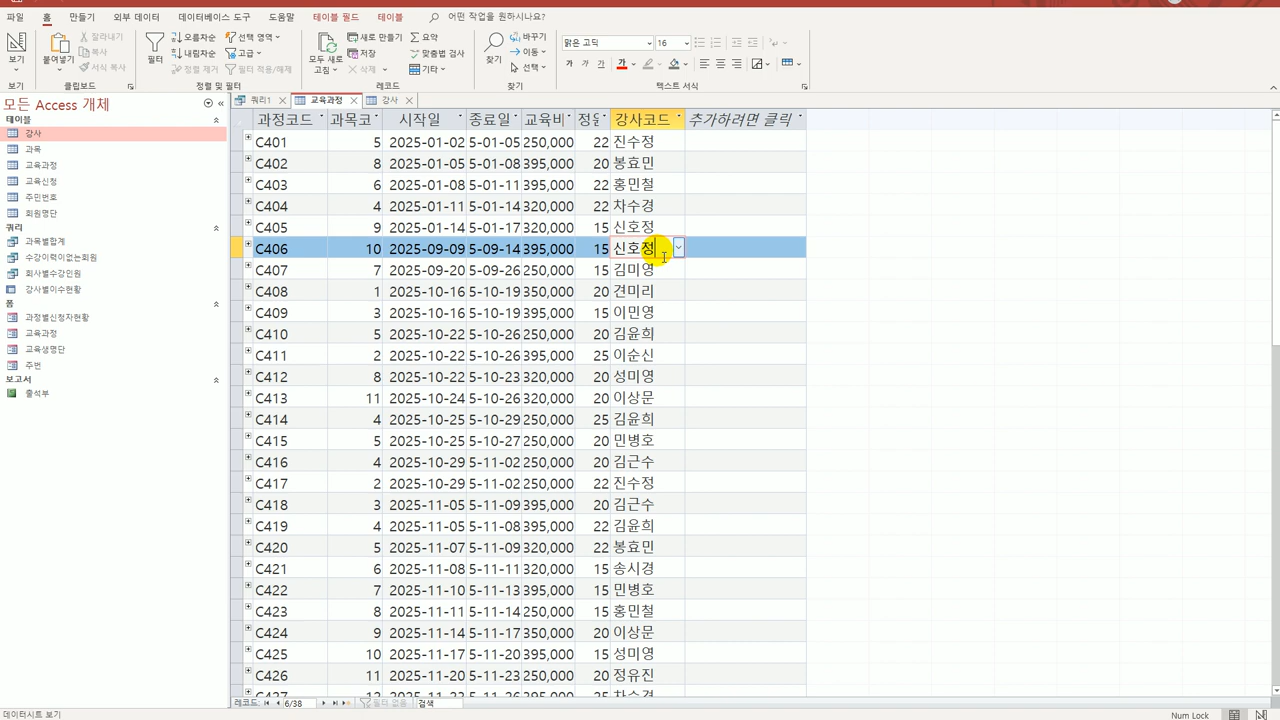 파일 홈 만들기 외부 데이터 데이터베이스 도구 도움말 테이블 필드 테이블 어떤 작업을 원하시나요?
보기 붙여넣기 잘라내기 복사 서식 복사 필터 오름차순 내림차순 정렬 제거 선택 영역 고급 필터 적용/해제 모두 새로 고침 새로 만들기 저장 삭제 요약 맞춤법 검사 기타 찾기 바꾸기 이동 선택 맑은 고딕 16 가 가 가 가
보기 클립보드 정렬 및 필터 레코드 찾기 텍스트 서식
모든 Access 개체 쿼리1 교육과정 강사
테이블
강사
과목
교육과정
교육신청
주민번호
회원명단
쿼리
과목별합계
수강이력이없는회원
회사별수강인원
강사별이수현황
폼
과정별신청자현황
교육과정
교육생명단
주번
보고서
출석부
과정코드 과목코 시작일 종료일 교육비 강사코드 추가하려면 클릭
C401 5 2025-01-02 5-01-05 250,000 22 진수정
C402 8 2025-01-05 5-01-08 395,000 20 봉효민
C403 6 2025-01-08 5-01-11 395,000 22 홍민철
C404 4 2025-01-11 5-01-14 320,000 22 차수경
C405 9 2025-01-14 5-01-17 320,000 15 신호정
C406 10 2025-09-09 5-09-14 395,000 15 신호정
C407 7 2025-09-20 5-09-26 250,000 15 김미영
C408 1 2025-10-16 5-10-19 350,000 20 견미리
C409 3 2025-10-16 5-10-19 395,000 15 이민영
C410 5 2025-10-22 5-10-26 250,000 20 김윤희
C411 2 2025-10-22 5-10-26 395,000 25 이순신
C412 8 2025-10-22 5-10-23 320,000 20 성미영
C413 11 2025-10-24 5-10-26 320,000 20 이상문
C414 4 2025-10-25 5-10-29 250,000 25 김윤희
C415 5 2025-10-27 5-10-27 250,000 20 민병호
C416 4 2025-10-29 5-11-02 250,000 20 김근수
C417 2 2025-10-29 5-11-02 250,000 22 진수정
C418 3 2025-11-05 5-11-09 395,000 20 김근수
C419 4 2025-11-05 5-11-08 395,000 22 김윤희
C420 5 2025-11-07 5-11-09 320,000 22 봉효민
C421 6 2025-11-08 5-11-11 320,000 15 송시경
C422 7 2025-11-10 5-11-13 395,000 15 민병호
C423 8 2025-11-11 5-11-14 250,000 15 홍민철
C424 9 2025-11-14 5-11-17 350,000 20 이상문
C425 10 2025-11-17 5-11-20 395,000 15 성미영
C426 11 2025-11-20 5-11-23 250,000 20 정유진
레코드: 6/38 필터 없음 검색
데이터시트 보기 Num Lock